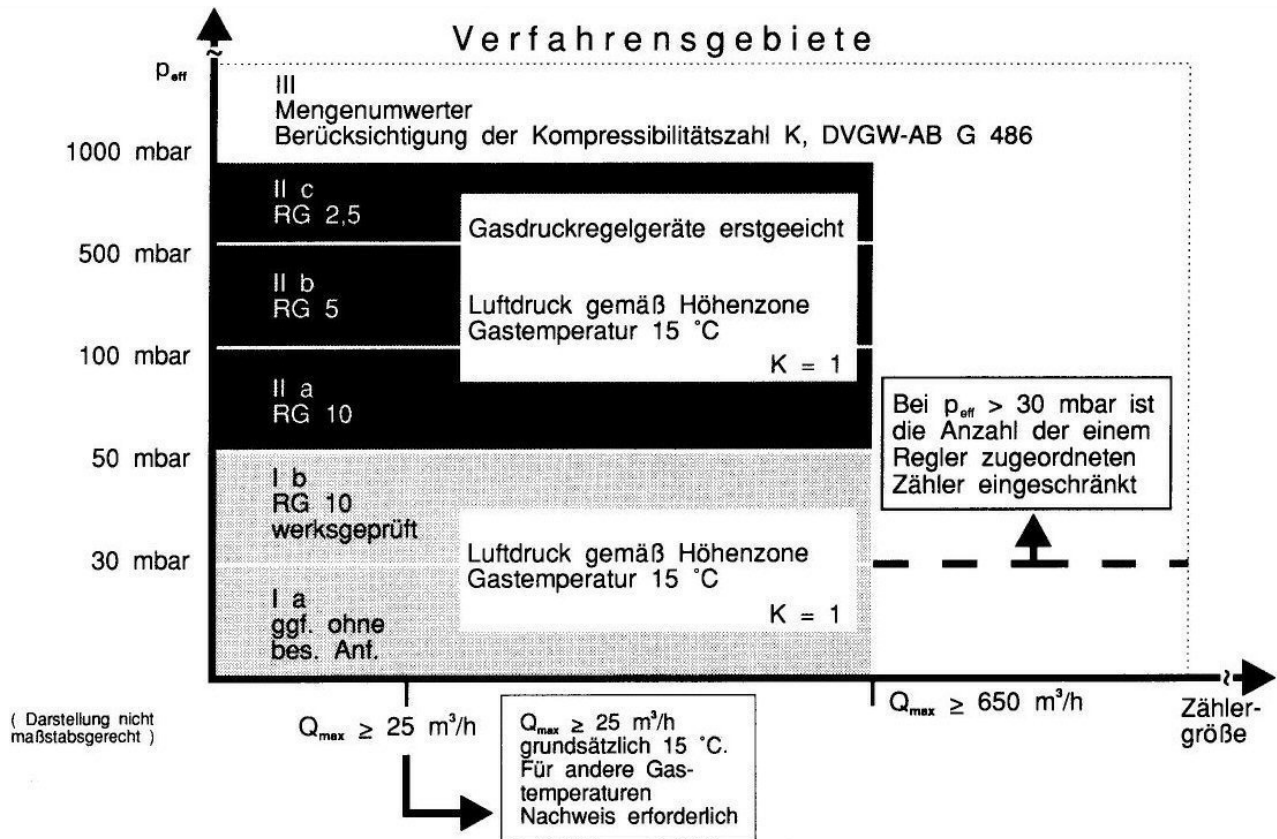 Verfahrensgebiete
p_eff
III
Mengenumwerter
Berücksichtigung der Kompressibilitätszahl K, DVGW-AB G 486
1000 mbar
II c
RG 2,5
Gasdruckregelgeräte erstgeeicht
500 mbar
II b
RG 5
Luftdruck gemäß Höhenzone
Gastemperatur 15 °C
K = 1
100 mbar
II a
RG 10
Bei p_eff > 30 mbar ist
die Anzahl der einem
Regler zugeordneten
Zähler eingeschränkt
50 mbar
I b
RG 10
werksgeprüft
Luftdruck gemäß Höhenzone
Gastemperatur 15 °C
K = 1
30 mbar
I a
ggf. ohne
bes. Anf.
( Darstellung nicht
maßstabsgerecht )
Q_max ≥ 25 m³/h
Q_max ≥ 25 m³/h
grundsätzlich 15 °C.
Für andere Gas-
temperaturen
Nachweis erforderlich
Q_max ≥ 650 m³/h
Zähler-
größe